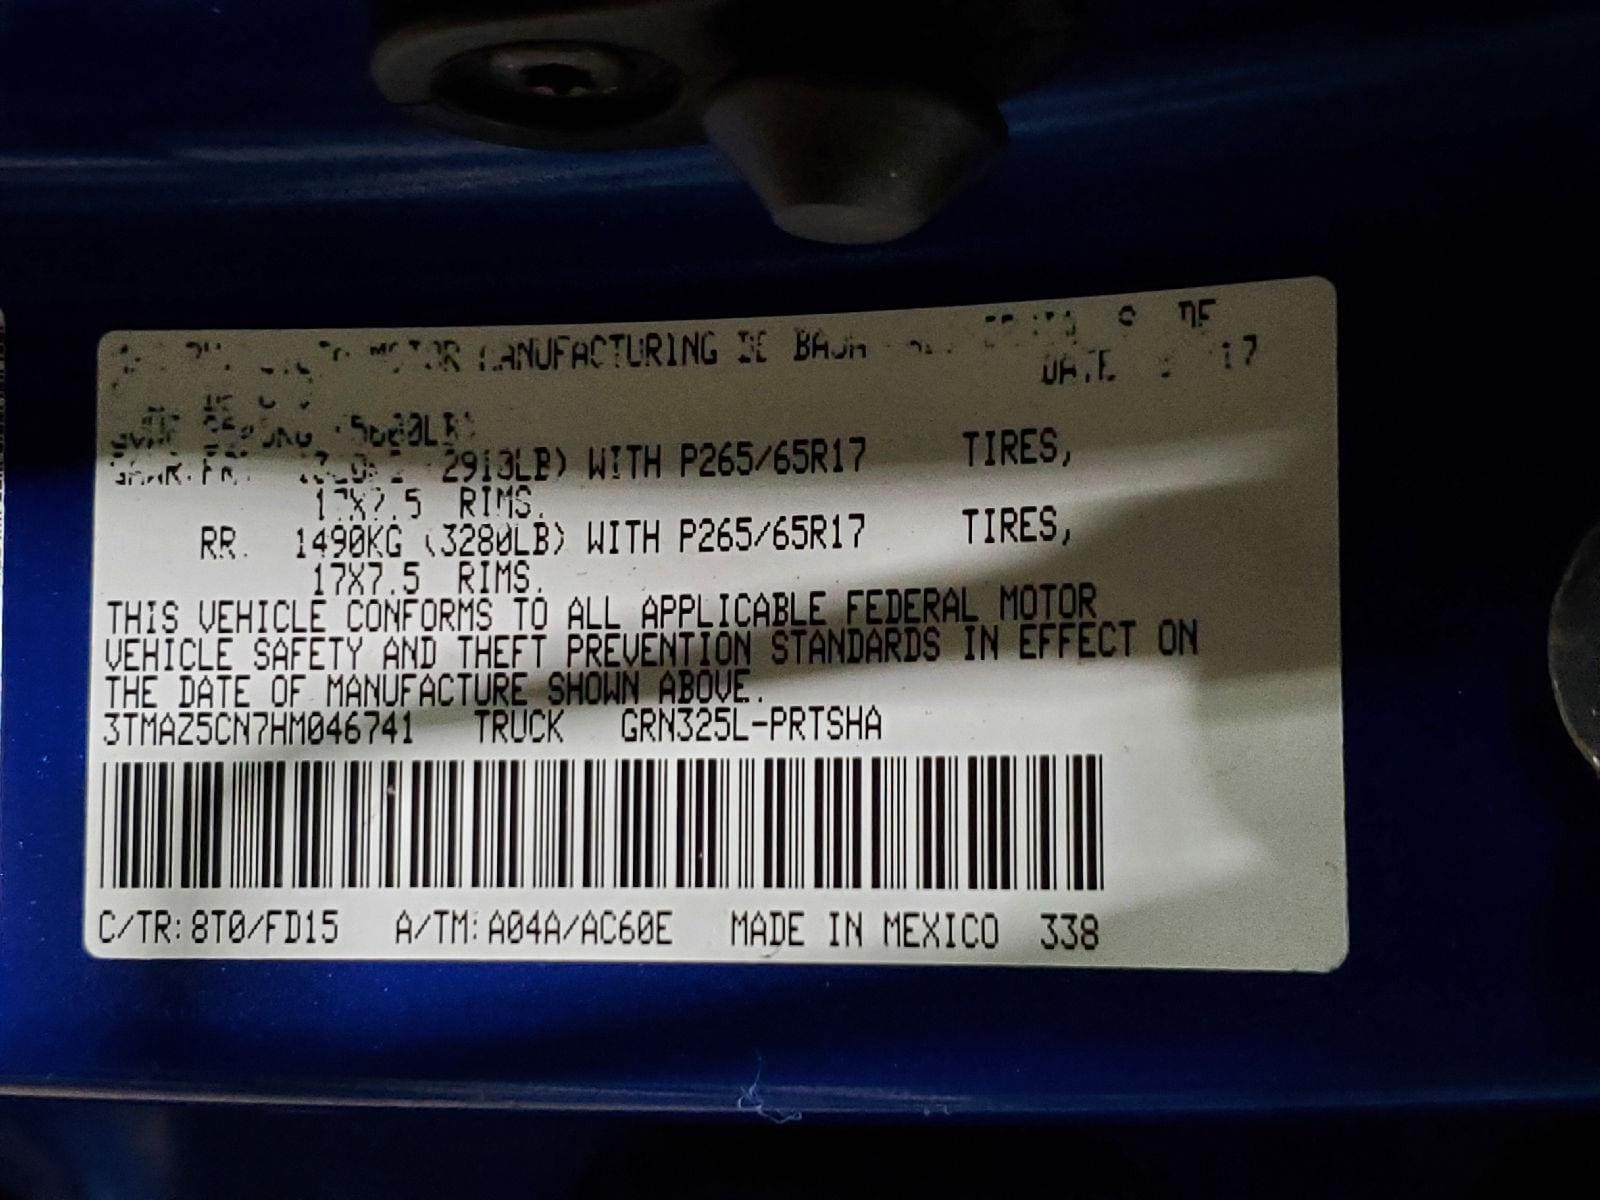 MOTOR MANUFACTURING DE BAJA
DATE 17
2910LB) WITH P265/65R17 TIRES,
17X7.5 RIMS.
RR. 1490KG (3280LB) WITH P265/65R17 TIRES,
17X7.5 RIMS.
THIS VEHICLE CONFORMS TO ALL APPLICABLE FEDERAL MOTOR
VEHICLE SAFETY AND THEFT PREVENTION STANDARDS IN EFFECT ON
THE DATE OF MANUFACTURE SHOWN ABOVE.
3TMAZ5CN7HM046741 TRUCK GRN325L-PRTSHA
C/TR:8T0/FD15 A/TM:A04A/AC60E MADE IN MEXICO 338